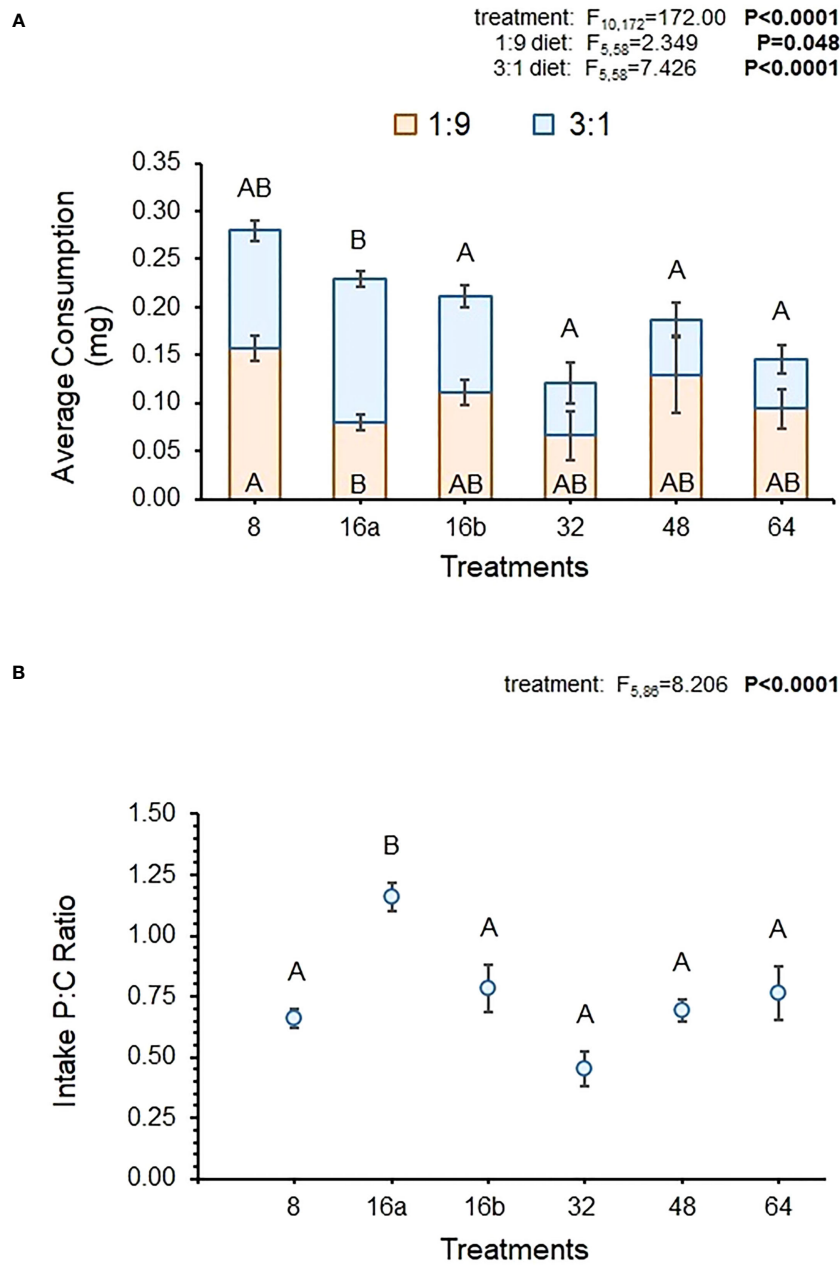 A
treatment: F10,172=172.00 P<0.0001
1:9 diet: F5,58=2.349 P=0.048
3:1 diet: F5,58=7.426 P<0.0001
1:9 3:1
Average Consumption
(mg)
0.35
0.30
0.25
0.20
0.15
0.10
0.05
0.00
AB B A A A A
A B AB AB AB AB
8 16a 16b 32 48 64
Treatments
B
treatment: F5,86=8.206 P<0.0001
Intake P:C Ratio
1.50
1.25
1.00
0.75
0.50
0.25
0.00
A B A A A A
8 16a 16b 32 48 64
Treatments